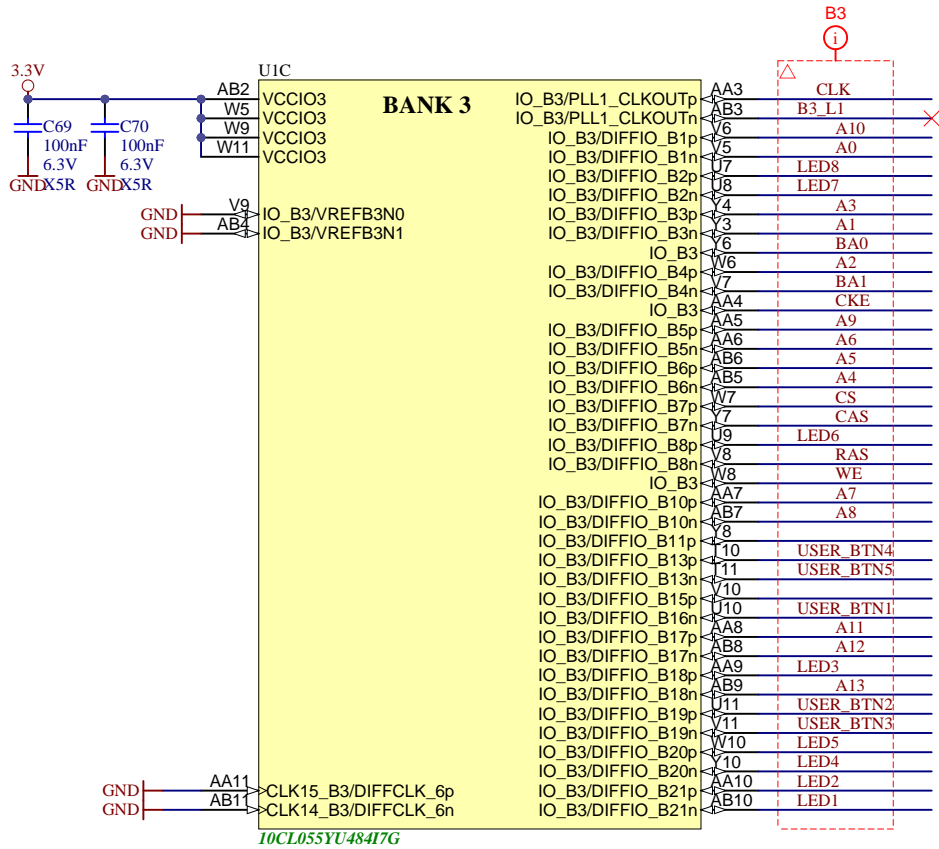 B3
i
3.3V
U1C
BANK 3
AB2 VCCIO3
W5 VCCIO3
W9 VCCIO3
W11 VCCIO3
C69
100nF
6.3V
X5R
GND
C70
100nF
6.3V
X5R
GND
GND V9 IO_B3/VREFB3N0
GND AB4 IO_B3/VREFB3N1
IO_B3/PLL1_CLKOUTp AA3 CLK
IO_B3/PLL1_CLKOUTn AB3 B3_L1
IO_B3/DIFFIO_B1p V6 A10
IO_B3/DIFFIO_B1n V5 A0
IO_B3/DIFFIO_B2p U7 LED8
IO_B3/DIFFIO_B2n U8 LED7
IO_B3/DIFFIO_B3p Y4 A3
IO_B3/DIFFIO_B3n Y3 A1
IO_B3 Y6 BA0
IO_B3/DIFFIO_B4p W6 A2
IO_B3/DIFFIO_B4n V7 BA1
IO_B3 AA4 CKE
IO_B3/DIFFIO_B5p AA5 A9
IO_B3/DIFFIO_B5n AA6 A6
IO_B3/DIFFIO_B6p AB6 A5
IO_B3/DIFFIO_B6n AB5 A4
IO_B3/DIFFIO_B7p W7 CS
IO_B3/DIFFIO_B7n Y7 CAS
IO_B3/DIFFIO_B8p U9 LED6
IO_B3/DIFFIO_B8n V8 RAS
IO_B3 W8 WE
IO_B3/DIFFIO_B10p AA7 A7
IO_B3/DIFFIO_B10n AB7 A8
IO_B3/DIFFIO_B11p Y8
IO_B3/DIFFIO_B13p T10 USER_BTN4
IO_B3/DIFFIO_B13n T11 USER_BTN5
IO_B3/DIFFIO_B15p V10
IO_B3/DIFFIO_B16n U10 USER_BTN1
IO_B3/DIFFIO_B17p AA8 A11
IO_B3/DIFFIO_B17n AB8 A12
IO_B3/DIFFIO_B18p AA9 LED3
IO_B3/DIFFIO_B18n AB9 A13
IO_B3/DIFFIO_B19p U11 USER_BTN2
IO_B3/DIFFIO_B19n V11 USER_BTN3
IO_B3/DIFFIO_B20p W10 LED5
IO_B3/DIFFIO_B20n Y10 LED4
IO_B3/DIFFIO_B21p AA10 LED2
IO_B3/DIFFIO_B21n AB10 LED1
GND AA11 CLK15_B3/DIFFCLK_6p
GND AB11 CLK14_B3/DIFFCLK_6n
10CL055YU484I7G